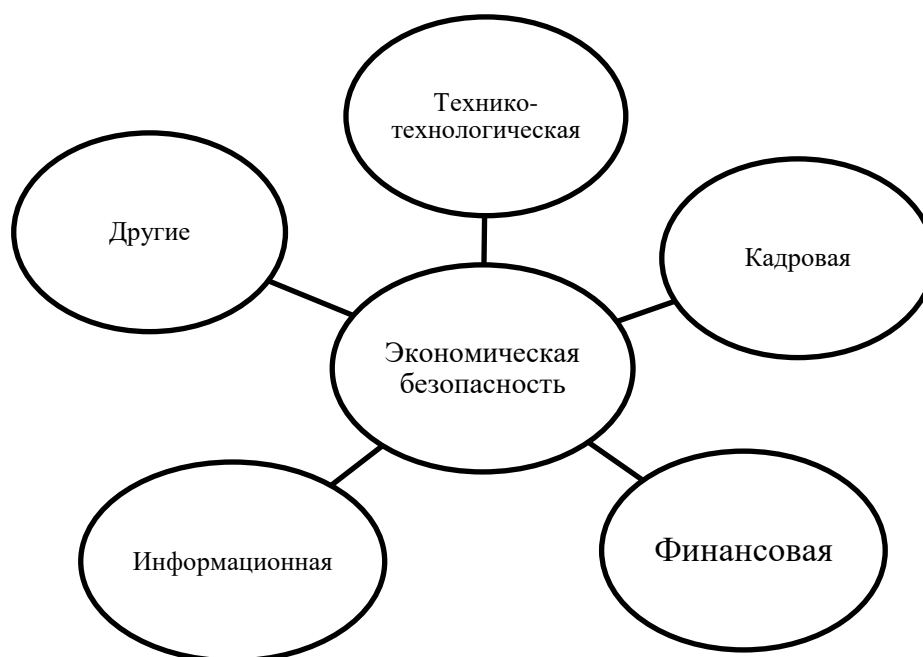 Технико-
технологическая
Другие
Кадровая
Экономическая
безопасность
Информационная
Финансовая